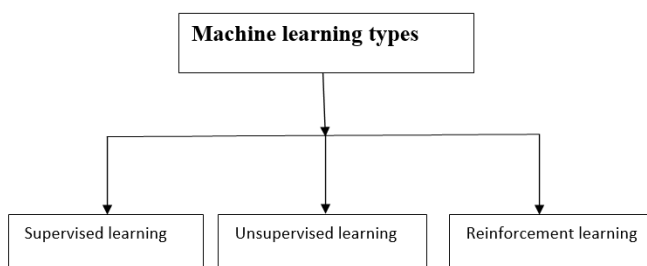 Machine learning types
Supervised learning
Unsupervised learning
Reinforcement learning